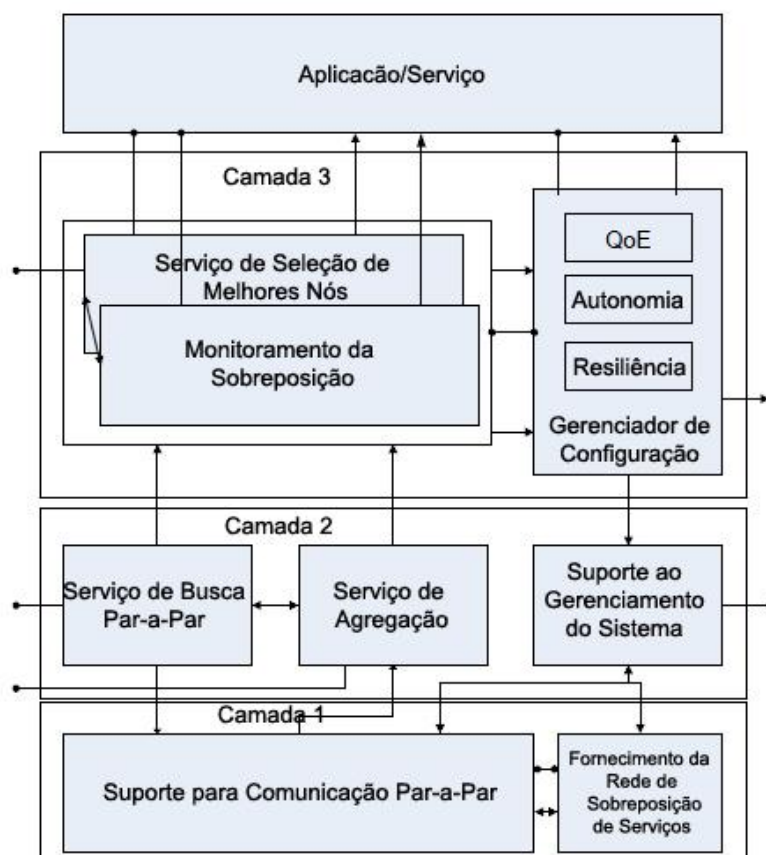 Aplicacão/Serviço
Camada 3
Serviço de Seleção de
Melhores Nós
Monitoramento da
Sobreposição
QoE
Autonomia
Resiliência
Gerenciador de
Configuração
Camada 2
Serviço de Busca
Par-a-Par
Serviço de
Agregação
Suporte ao
Gerenciamento
do Sistema
Camada 1
Suporte para Comunicação Par-a-Par
Fornecimento da
Rede de
Sobreposição
de Serviços